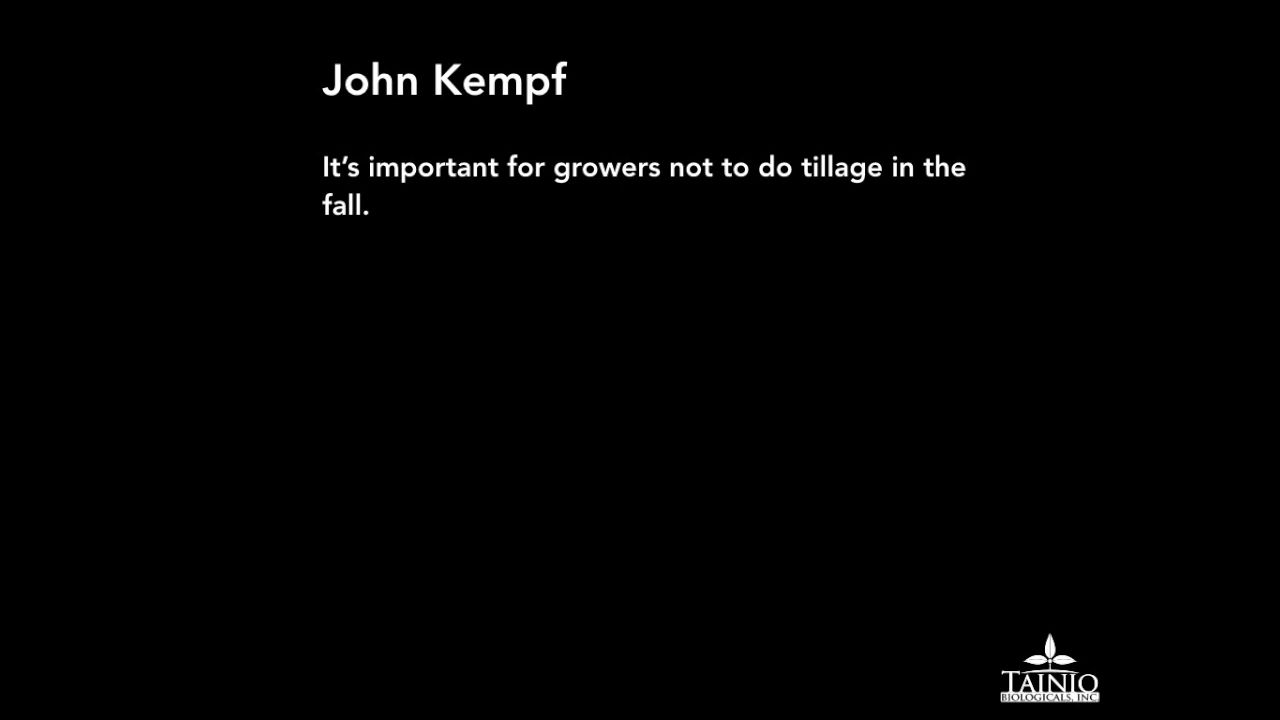 John Kempf
It’s important for growers not to do tillage in the
fall.
TAINIO
BIOLOGICALS, INC